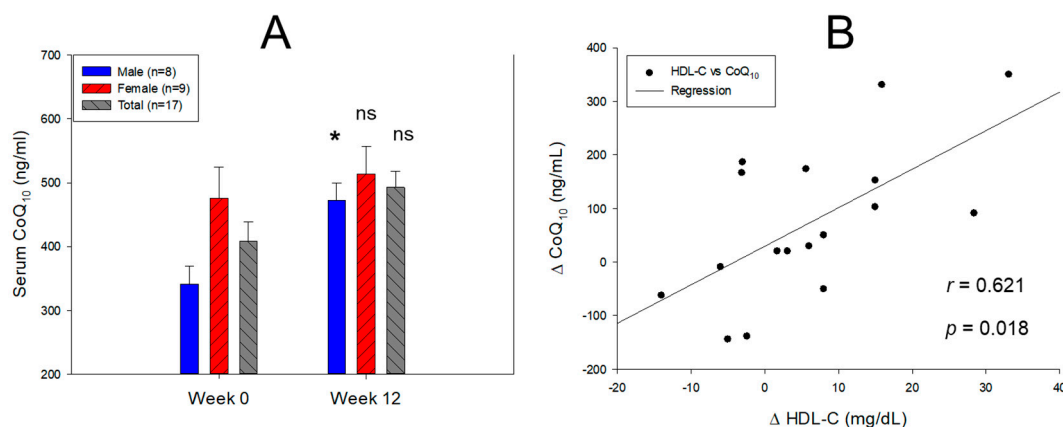 A
700
600
500
400
300
200
Serum CoQ₁₀ (ng/ml)
Male (n=8)
Female (n=9)
Total (n=17)
*
ns
ns
Week 0
Week 12
B
400
300
200
100
0
-100
-200
Δ CoQ₁₀ (ng/mL)
HDL-C vs CoQ₁₀
Regression
r = 0.621
p = 0.018
-20
-10
0
10
20
30
40
Δ HDL-C (mg/dL)